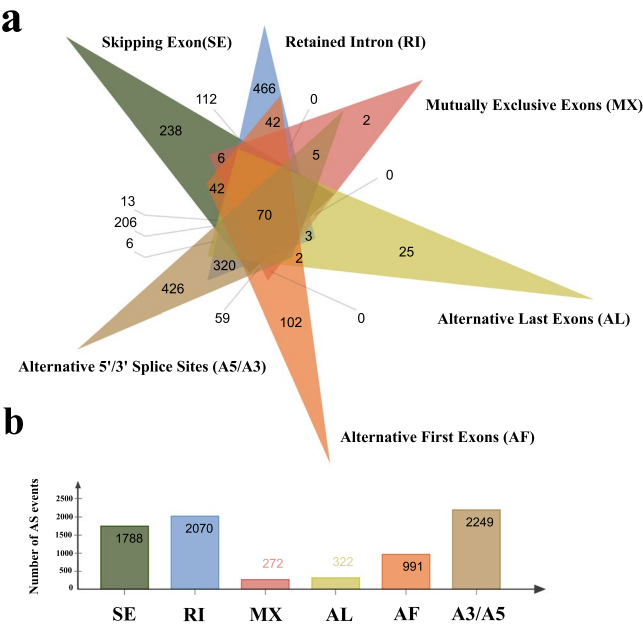 a
Skipping Exon(SE)
Retained Intron (RI)
466
112
0
Mutually Exclusive Exons (MX)
42
2
238
6
5
0
42
13
70
206
6
3
2
25
320
426
59
102
0
Alternative Last Exons (AL)
Alternative 5'/3' Splice Sites (A5/A3)
Alternative First Exons (AF)
b
Number of AS events
2500
2000
1500
1000
500
0
1788
2070
272
322
991
2249
SE
RI
MX
AL
AF
A3/A5